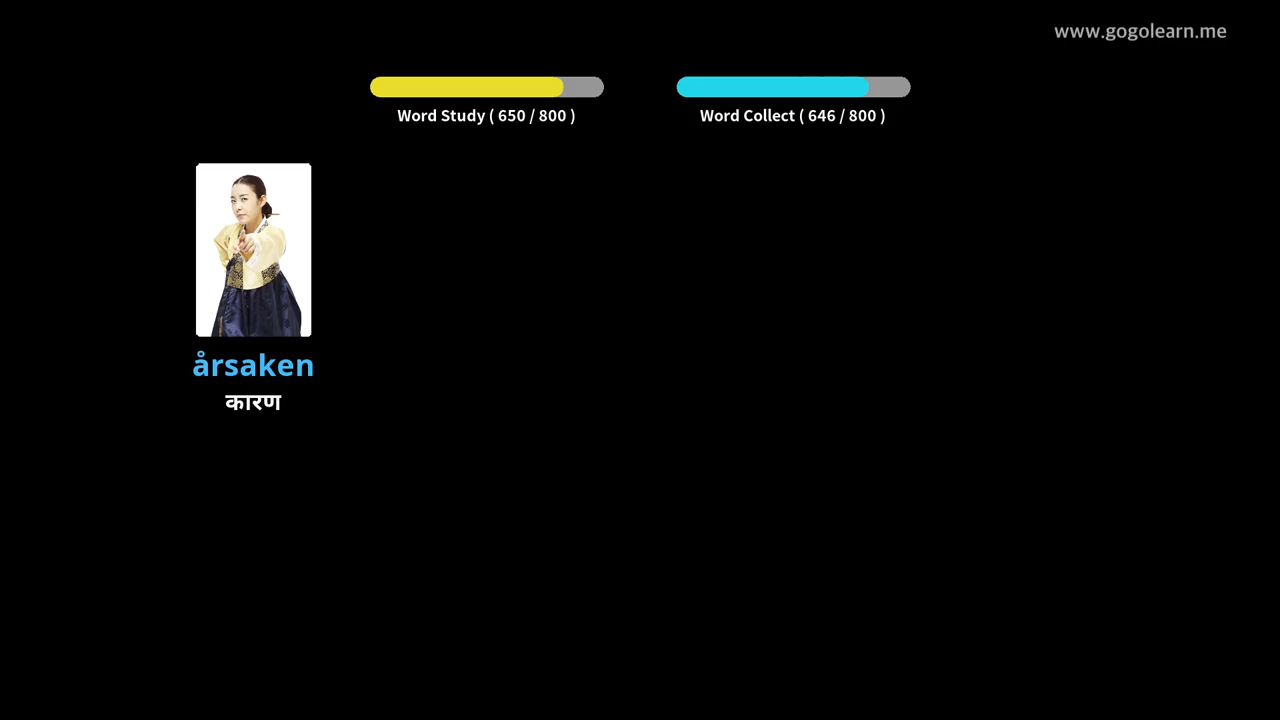 www.gogolearn.me
Word Study ( 650 / 800 )
Word Collect ( 646 / 800 )
årsaken
कारण